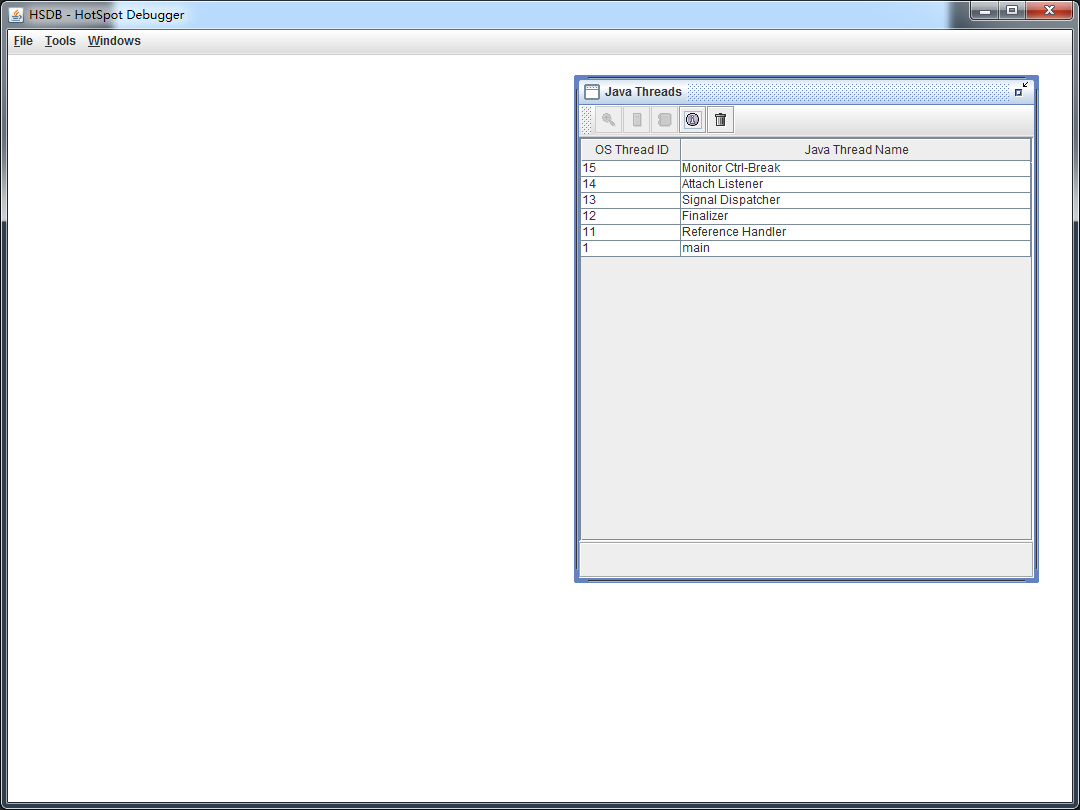 HSDB - HotSpot Debugger
File Tools Windows
Java Threads
OS Thread ID Java Thread Name
15 Monitor Ctrl-Break
14 Attach Listener
13 Signal Dispatcher
12 Finalizer
11 Reference Handler
1 main